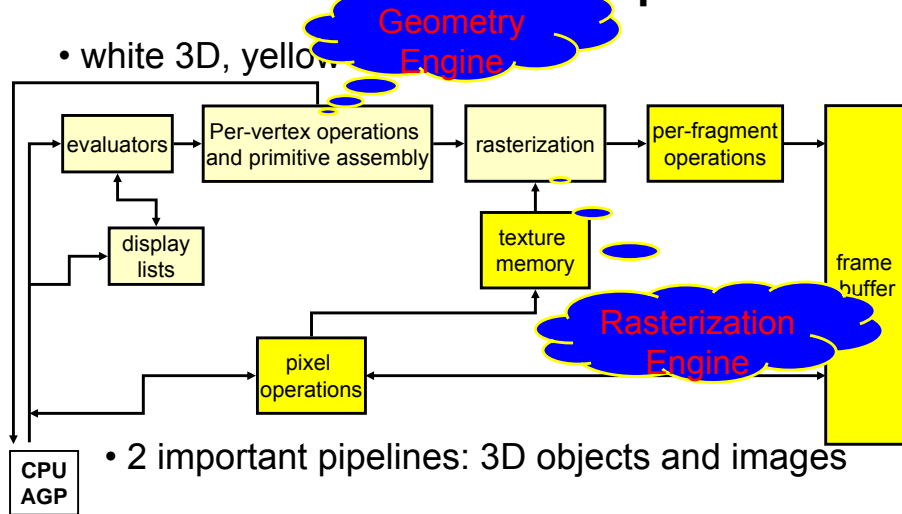 Geometry
Engine
• white 3D, yellow
evaluators
Per-vertex operations
and primitive assembly
rasterization
per-fragment
operations
display
lists
texture
memory
frame
buffer
Rasterization
Engine
pixel
operations
• 2 important pipelines: 3D objects and images
CPU
AGP